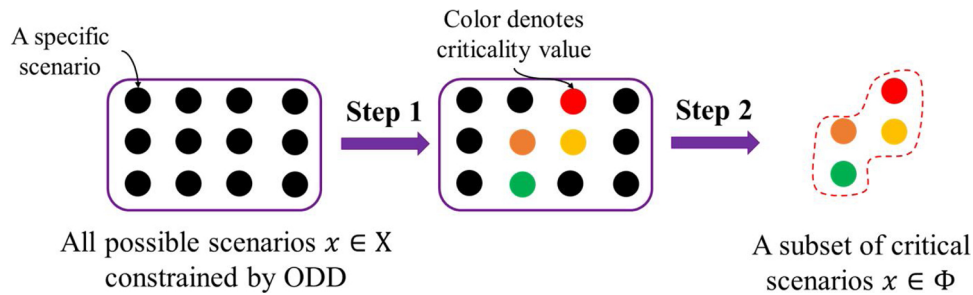 A specific
scenario
Color denotes
criticality value
Step 1
Step 2
All possible scenarios x ∈ X
constrained by ODD
A subset of critical
scenarios x ∈ Φ